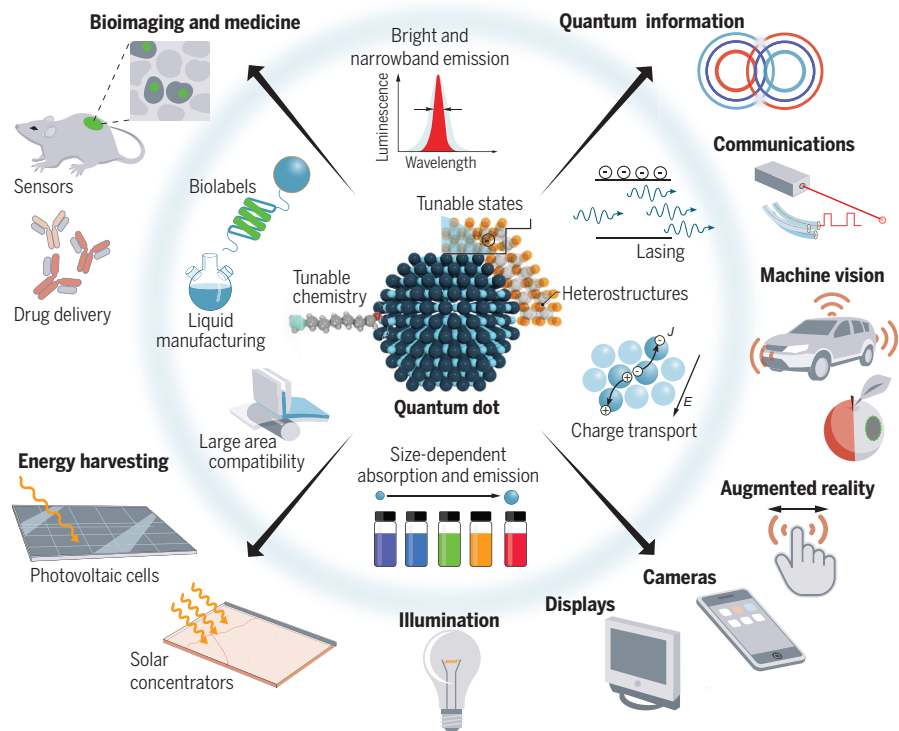 Bioimaging and medicine
Quantum information
Bright and
narrowband emission
Luminescence
Wavelength
Communications
Sensors
Biolabels
Tunable states
Lasing
Machine vision
Tunable
chemistry
Heterostructures
Drug delivery
Liquid
manufacturing
J
E
Quantum dot
Charge transport
Large area
compatibility
Energy harvesting
Size-dependent
absorption and emission
Augmented reality
Photovoltaic cells
Cameras
Displays
Illumination
Solar
concentrators